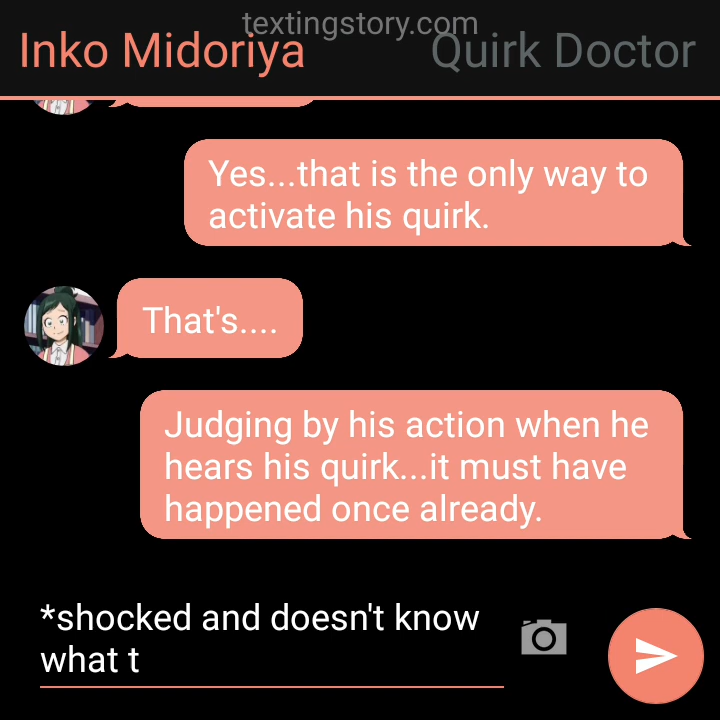 textingstory.com
Inko Midoriya
Quirk Doctor
Yes...that is the only way to
activate his quirk.
That's....
Judging by his action when he
hears his quirk...it must have
happened once already.
*shocked and doesn't know
what t